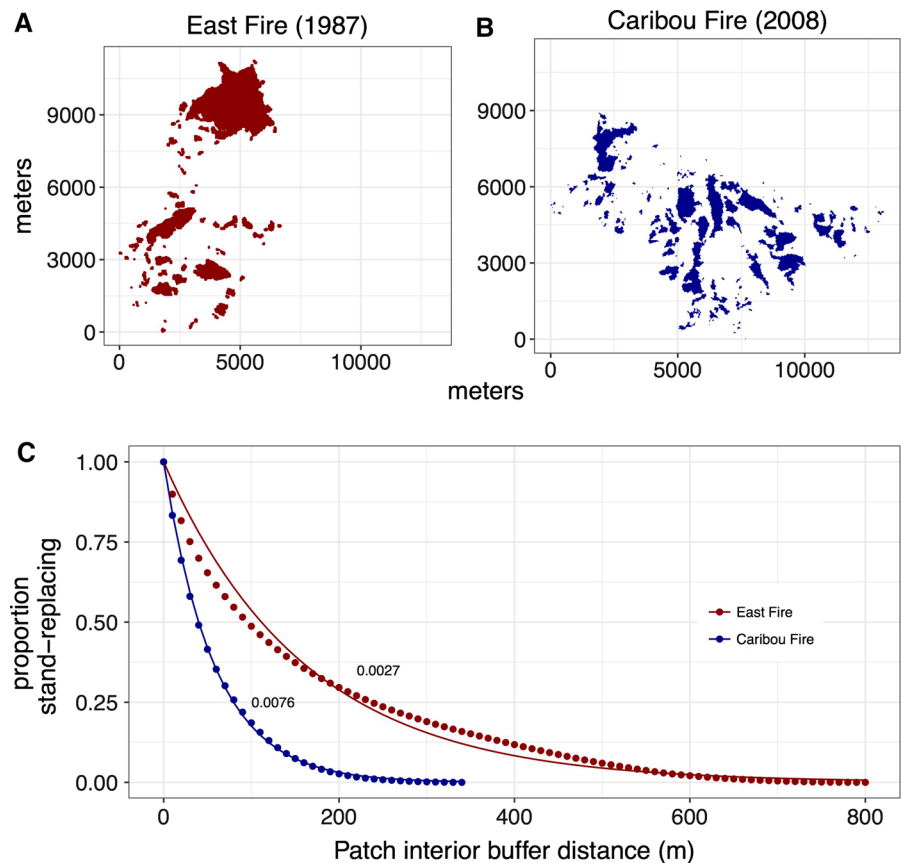 A
East Fire (1987)
meters
9000
6000
3000
0
0
5000
10000
B
Caribou Fire (2008)
9000
6000
3000
0
0
5000
10000
meters
C
proportion
stand−replacing
1.00
0.75
0.50
0.25
0.00
0.0027
0.0076
East Fire
Caribou Fire
0
200
400
600
800
Patch interior buffer distance (m)